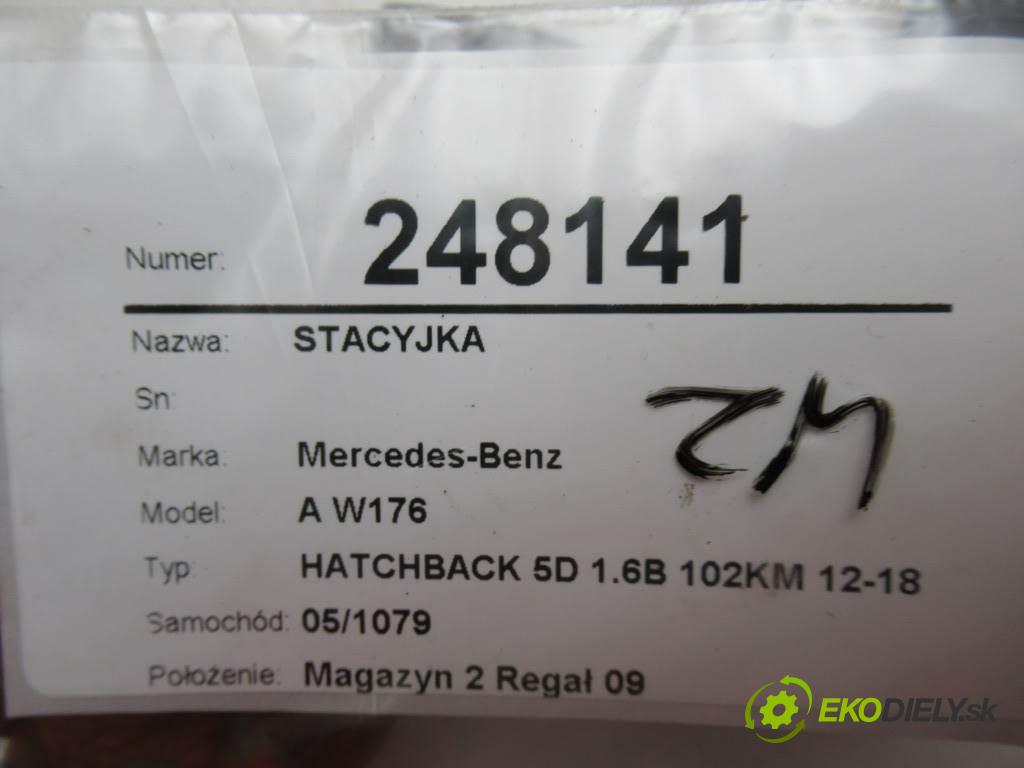 Numer: 248141
Nazwa: STACYJKA
Sn:
Marka: Mercedes-Benz
ZM
Model: A W176
Typ: HATCHBACK 5D 1.6B 102KM 12-18
Samochód: 05/1079
Położenie: Magazyn 2 Regał 09
EKODIELY.sk